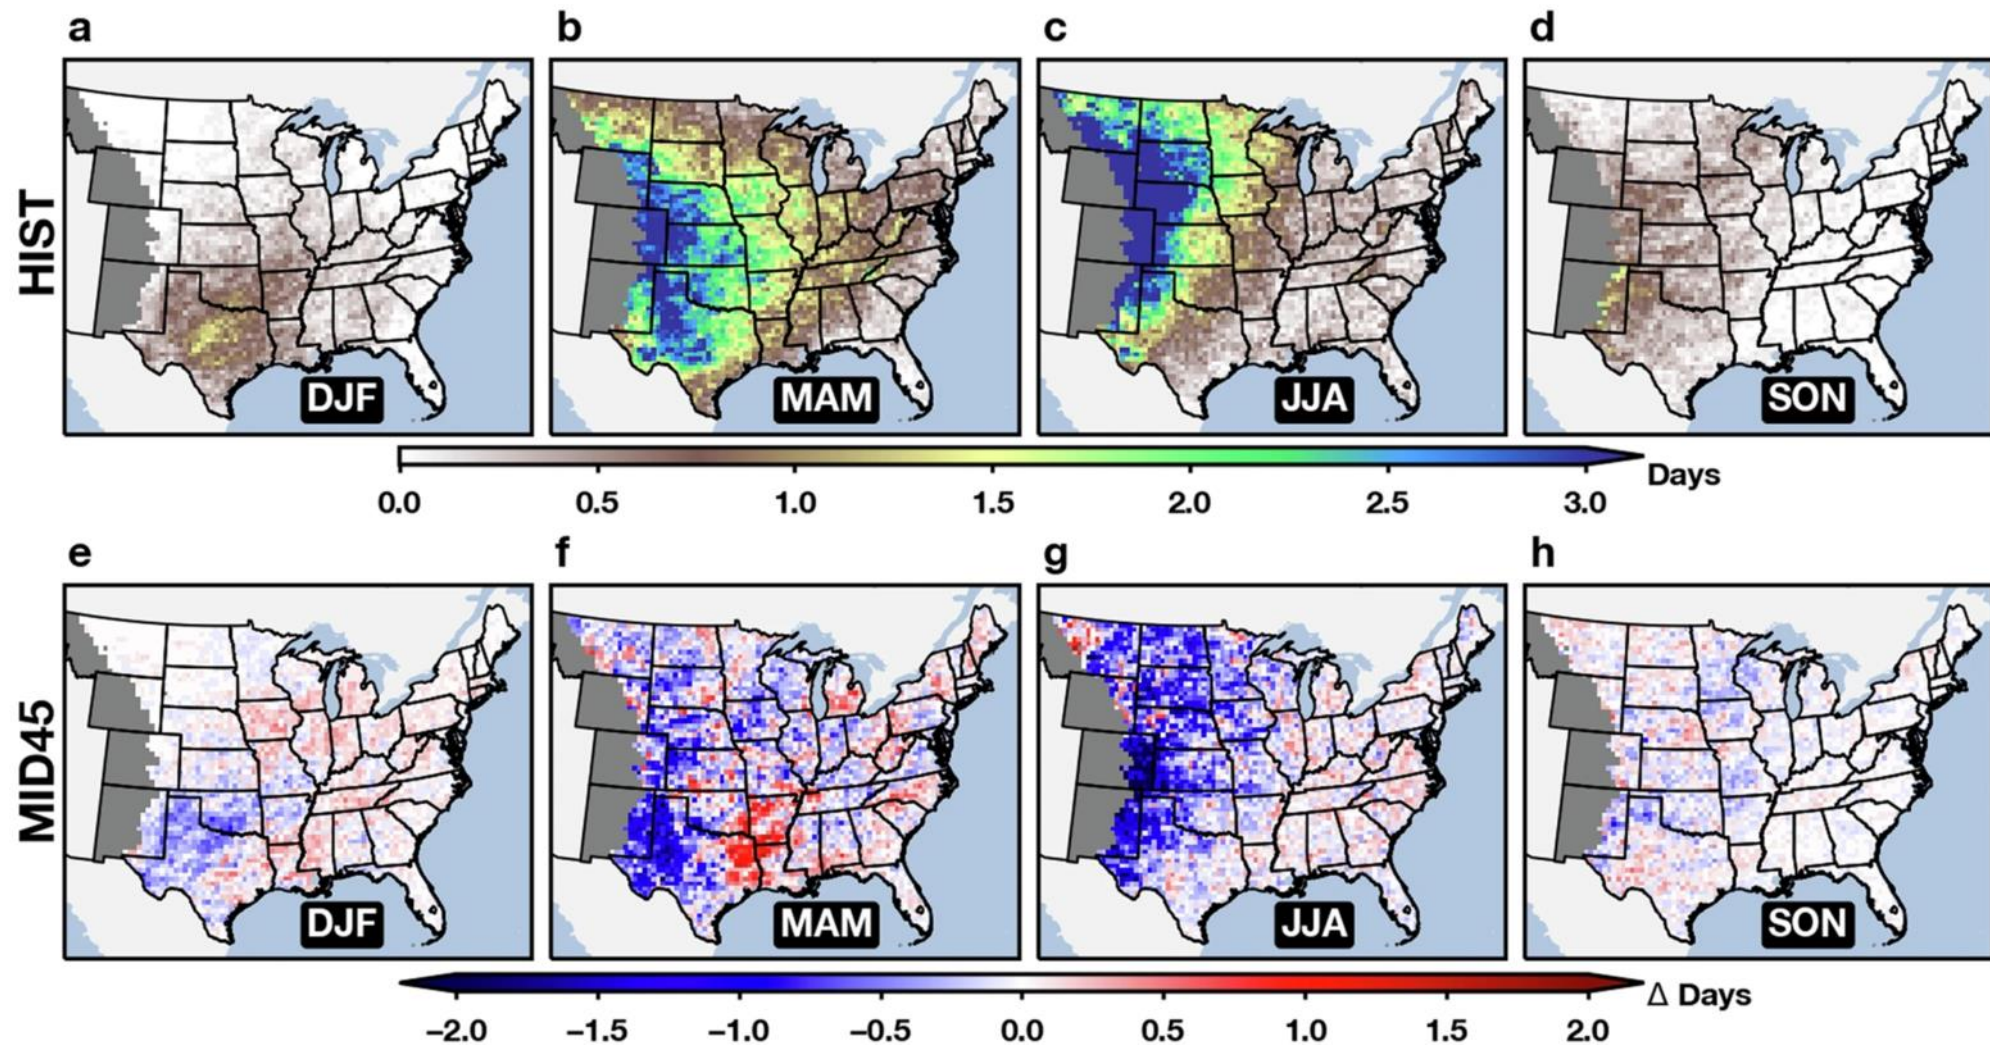 a b c d
HIST
DJF MAM JJA SON
0.0 0.5 1.0 1.5 2.0 2.5 3.0 Days
e f g h
MID45
DJF MAM JJA SON
−2.0 −1.5 −1.0 −0.5 0.0 0.5 1.0 1.5 2.0 Δ Days